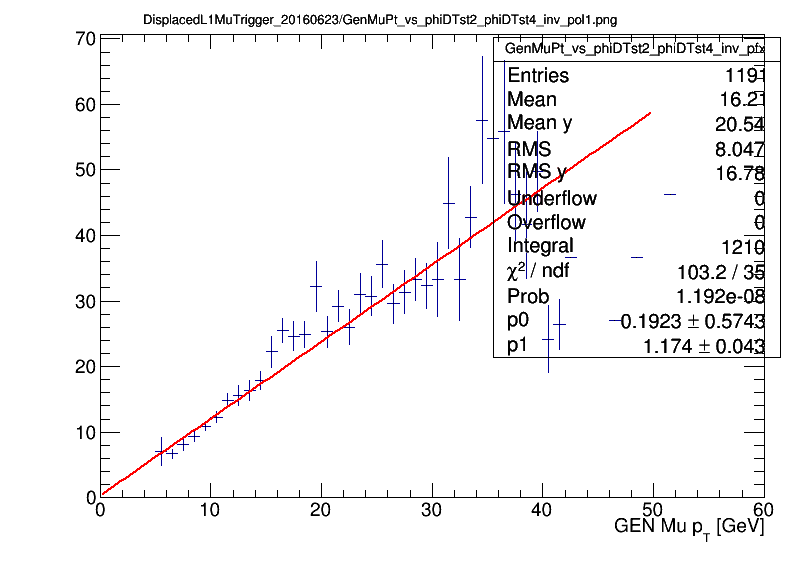 DisplacedL1MuTrigger_20160623/GenMuPt_vs_phiDTst2_phiDTst4_inv_pol1.png
GenMuPt_vs_phiDTst2_phiDTst4_inv_pfx
Entries 1191
Mean 16.21
Mean y 20.54
RMS 8.047
RMS y 16.78
Underflow 0
Overflow 0
Integral 1210
χ² / ndf 103.2 / 35
Prob 1.192e-08
p0 0.1923 ± 0.5743
p1 1.174 ± 0.043
70
60
50
40
30
20
10
0
0 10 20 30 40 50 60
GEN Mu p_T [GeV]